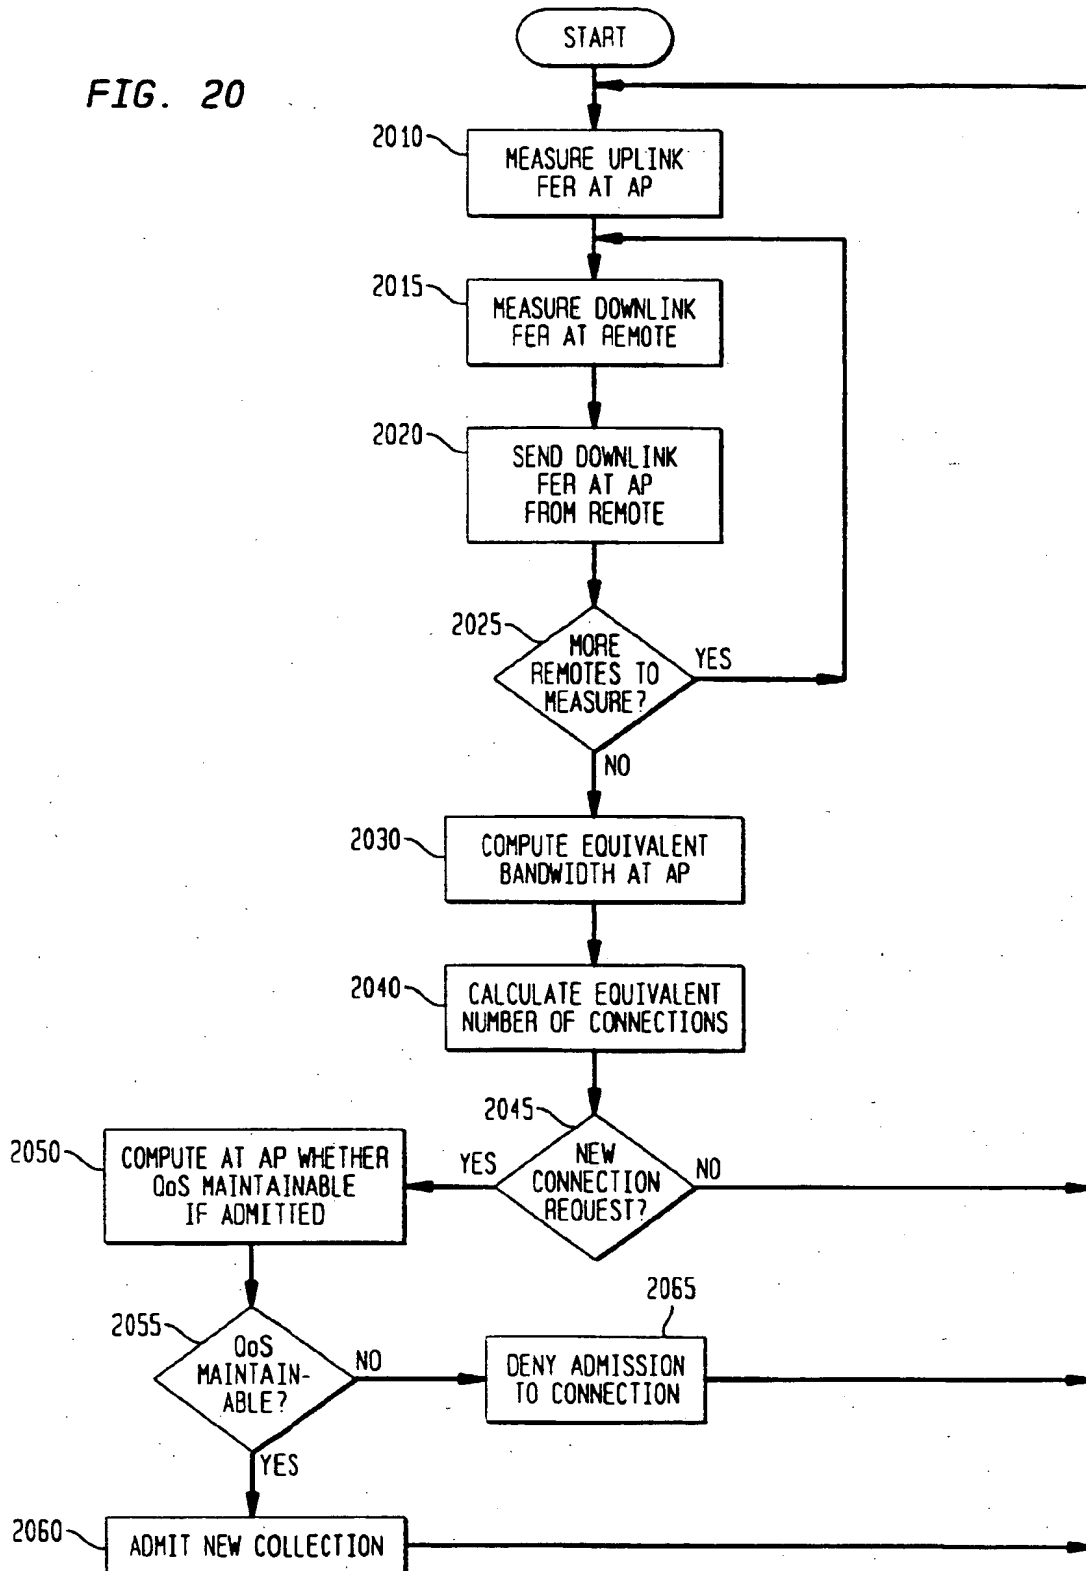 START
FIG. 20
2010
MEASURE UPLINK
FER AT AP
2015
MEASURE DOWNLINK
FER AT REMOTE
2020
SEND DOWNLINK
FER AT AP
FROM REMOTE
2025
MORE
REMOTES TO
MEASURE?
YES
NO
2030
COMPUTE EQUIVALENT
BANDWIDTH AT AP
2040
CALCULATE EQUIVALENT
NUMBER OF CONNECTIONS
2045
NEW
CONNECTION
REQUEST?
YES
NO
2050
COMPUTE AT AP WHETHER
QoS MAINTAINABLE
IF ADMITTED
2055
QoS
MAINTAIN-
ABLE?
NO
YES
2065
DENY ADMISSION
TO CONNECTION
2060
ADMIT NEW COLLECTION